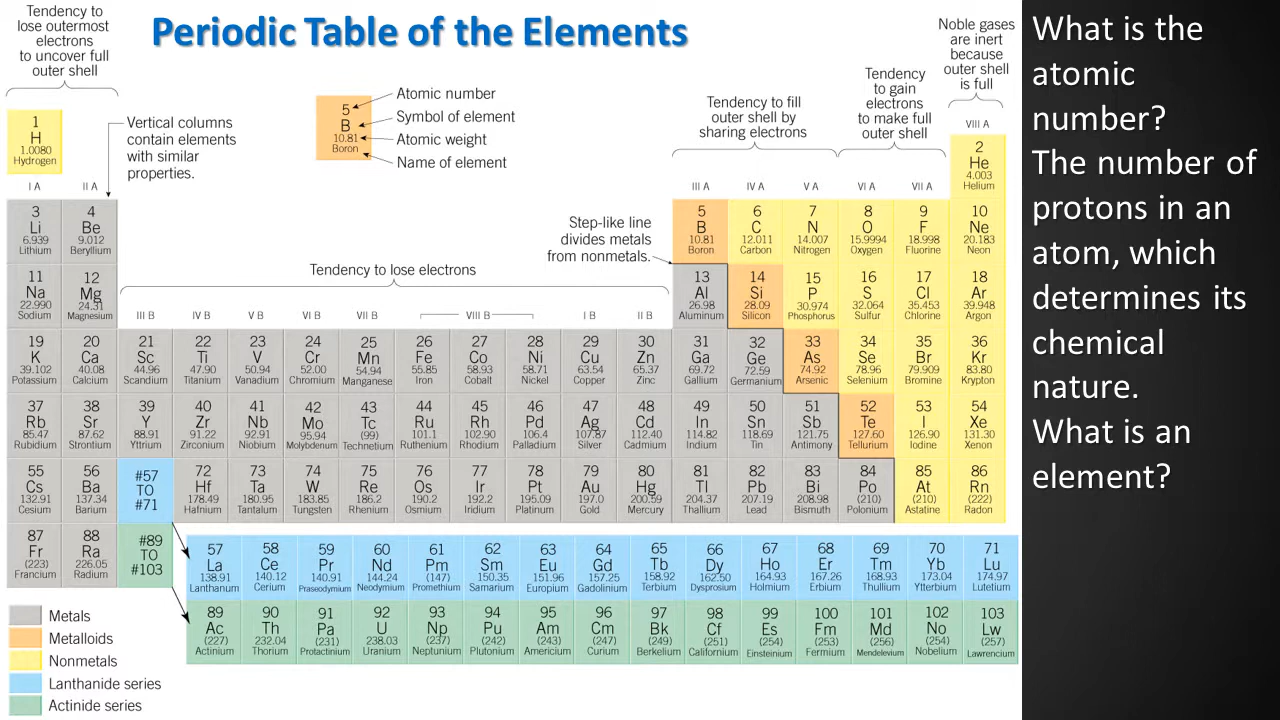 Periodic Table of the Elements
Tendency to
lose outermost
electrons
to uncover full
outer shell
Vertical columns
contain elements
with similar
properties.
5
B
10.81
Boron
Atomic number
Symbol of element
Atomic weight
Name of element
Tendency to lose electrons
Step-like line
divides metals
from nonmetals.
Tendency to fill
outer shell by
sharing electrons
Tendency
to gain
electrons
to make full
outer shell
Noble gases
are inert
because
outer shell
is full
VIII A
1 2
H He
1.0080 4.003
Hydrogen Helium
I A II A III A IV A V A VI A VII A
3 4 5 6 7 8 9 10
Li Be B C N O F Ne
6.939 9.012 10.81 12.011 14.007 15.9994 18.998 20.183
Lithium Beryllium Boron Carbon Nitrogen Oxygen Fluorine Neon
11 12 13 14 15 16 17 18
Na Mg Al Si P S Cl Ar
22.990 24.31 26.98 28.09 30.974 32.064 35.453 39.948
Sodium Magnesium Aluminum Silicon Phosphorus Sulfur Chlorine Argon
III B IV B V B VI B VII B VIII B I B II B
19 20 21 22 23 24 25 26 27 28 29 30 31 32 33 34 35 36
K Ca Sc Ti V Cr Mn Fe Co Ni Cu Zn Ga Ge As Se Br Kr
39.102 40.08 44.96 47.90 50.94 52.00 54.94 55.85 58.93 58.71 63.54 65.37 69.72 72.59 74.92 78.96 79.909 83.80
Potassium Calcium Scandium Titanium Vanadium Chromium Manganese Iron Cobalt Nickel Copper Zinc Gallium Germanium Arsenic Selenium Bromine Krypton
37 38 39 40 41 42 43 44 45 46 47 48 49 50 51 52 53 54
Rb Sr Y Zr Nb Mo Tc Ru Rh Pd Ag Cd In Sn Sb Te I Xe
85.47 87.62 88.91 91.22 92.91 95.94 (99) 101.1 102.90 106.4 107.87 112.40 114.82 118.69 121.75 127.60 126.90 131.30
Rubidium Strontium Yttrium Zirconium Niobium Molybdenum Technelium Ruthenium Rhodium Palladium Silver Cadmium Indium Tin Antimony Tellurium Iodine Xenon
55 56 #57 TO #71 72 73 74 75 76 77 78 79 80 81 82 83 84 85 86
Cs Ba Hf Ta W Re Os Ir Pt Au Hg Tl Pb Bi Po At Rn
132.91 137.34 178.49 180.95 183.85 186.2 190.2 192.2 195.09 197.0 200.59 204.37 207.19 208.98 (210) (210) (222)
Cesium Barium Hafnium Tantalum Tungsten Rhenium Osmium Iridium Platinum Gold Mercury Thallium Lead Bismuth Polonium Astatine Radon
87 88 #89 TO #103
Fr Ra
(223) 226.05
Francium Radium
57 58 59 60 61 62 63 64 65 66 67 68 69 70 71
La Ce Pr Nd Pm Sm Eu Gd Tb Dy Ho Er Tm Yb Lu
138.91 140.12 140.91 144.24 (147) 150.35 151.96 157.25 158.92 162.50 164.93 167.26 168.93 173.04 174.97
Lanthanum Cerium Praseodymium Neodymium Promethium Samarium Europium Gadolinium Terbium Dysprosium Holmium Erbium Thullium Ytterbium Lutetium
89 90 91 92 93 94 95 96 97 98 99 100 101 102 103
Ac Th Pa U Np Pu Am Cm Bk Cf Es Fm Md No Lw
(227) 232.04 (231) 238.03 (237) (242) (243) (247) (249) (251) (254) (253) (256) (254) (257)
Actinium Thorium Protactinium Uranium Neptunium Plutonium Americium Curium Berkelium Californium Einsteinium Fermium Mendelevium Nobelium Lawrencium
Metals
Metalloids
Nonmetals
Lanthanide series
Actinide series
What is the
atomic
number?
The number of
protons in an
atom, which
determines its
chemical
nature.
What is an
element?